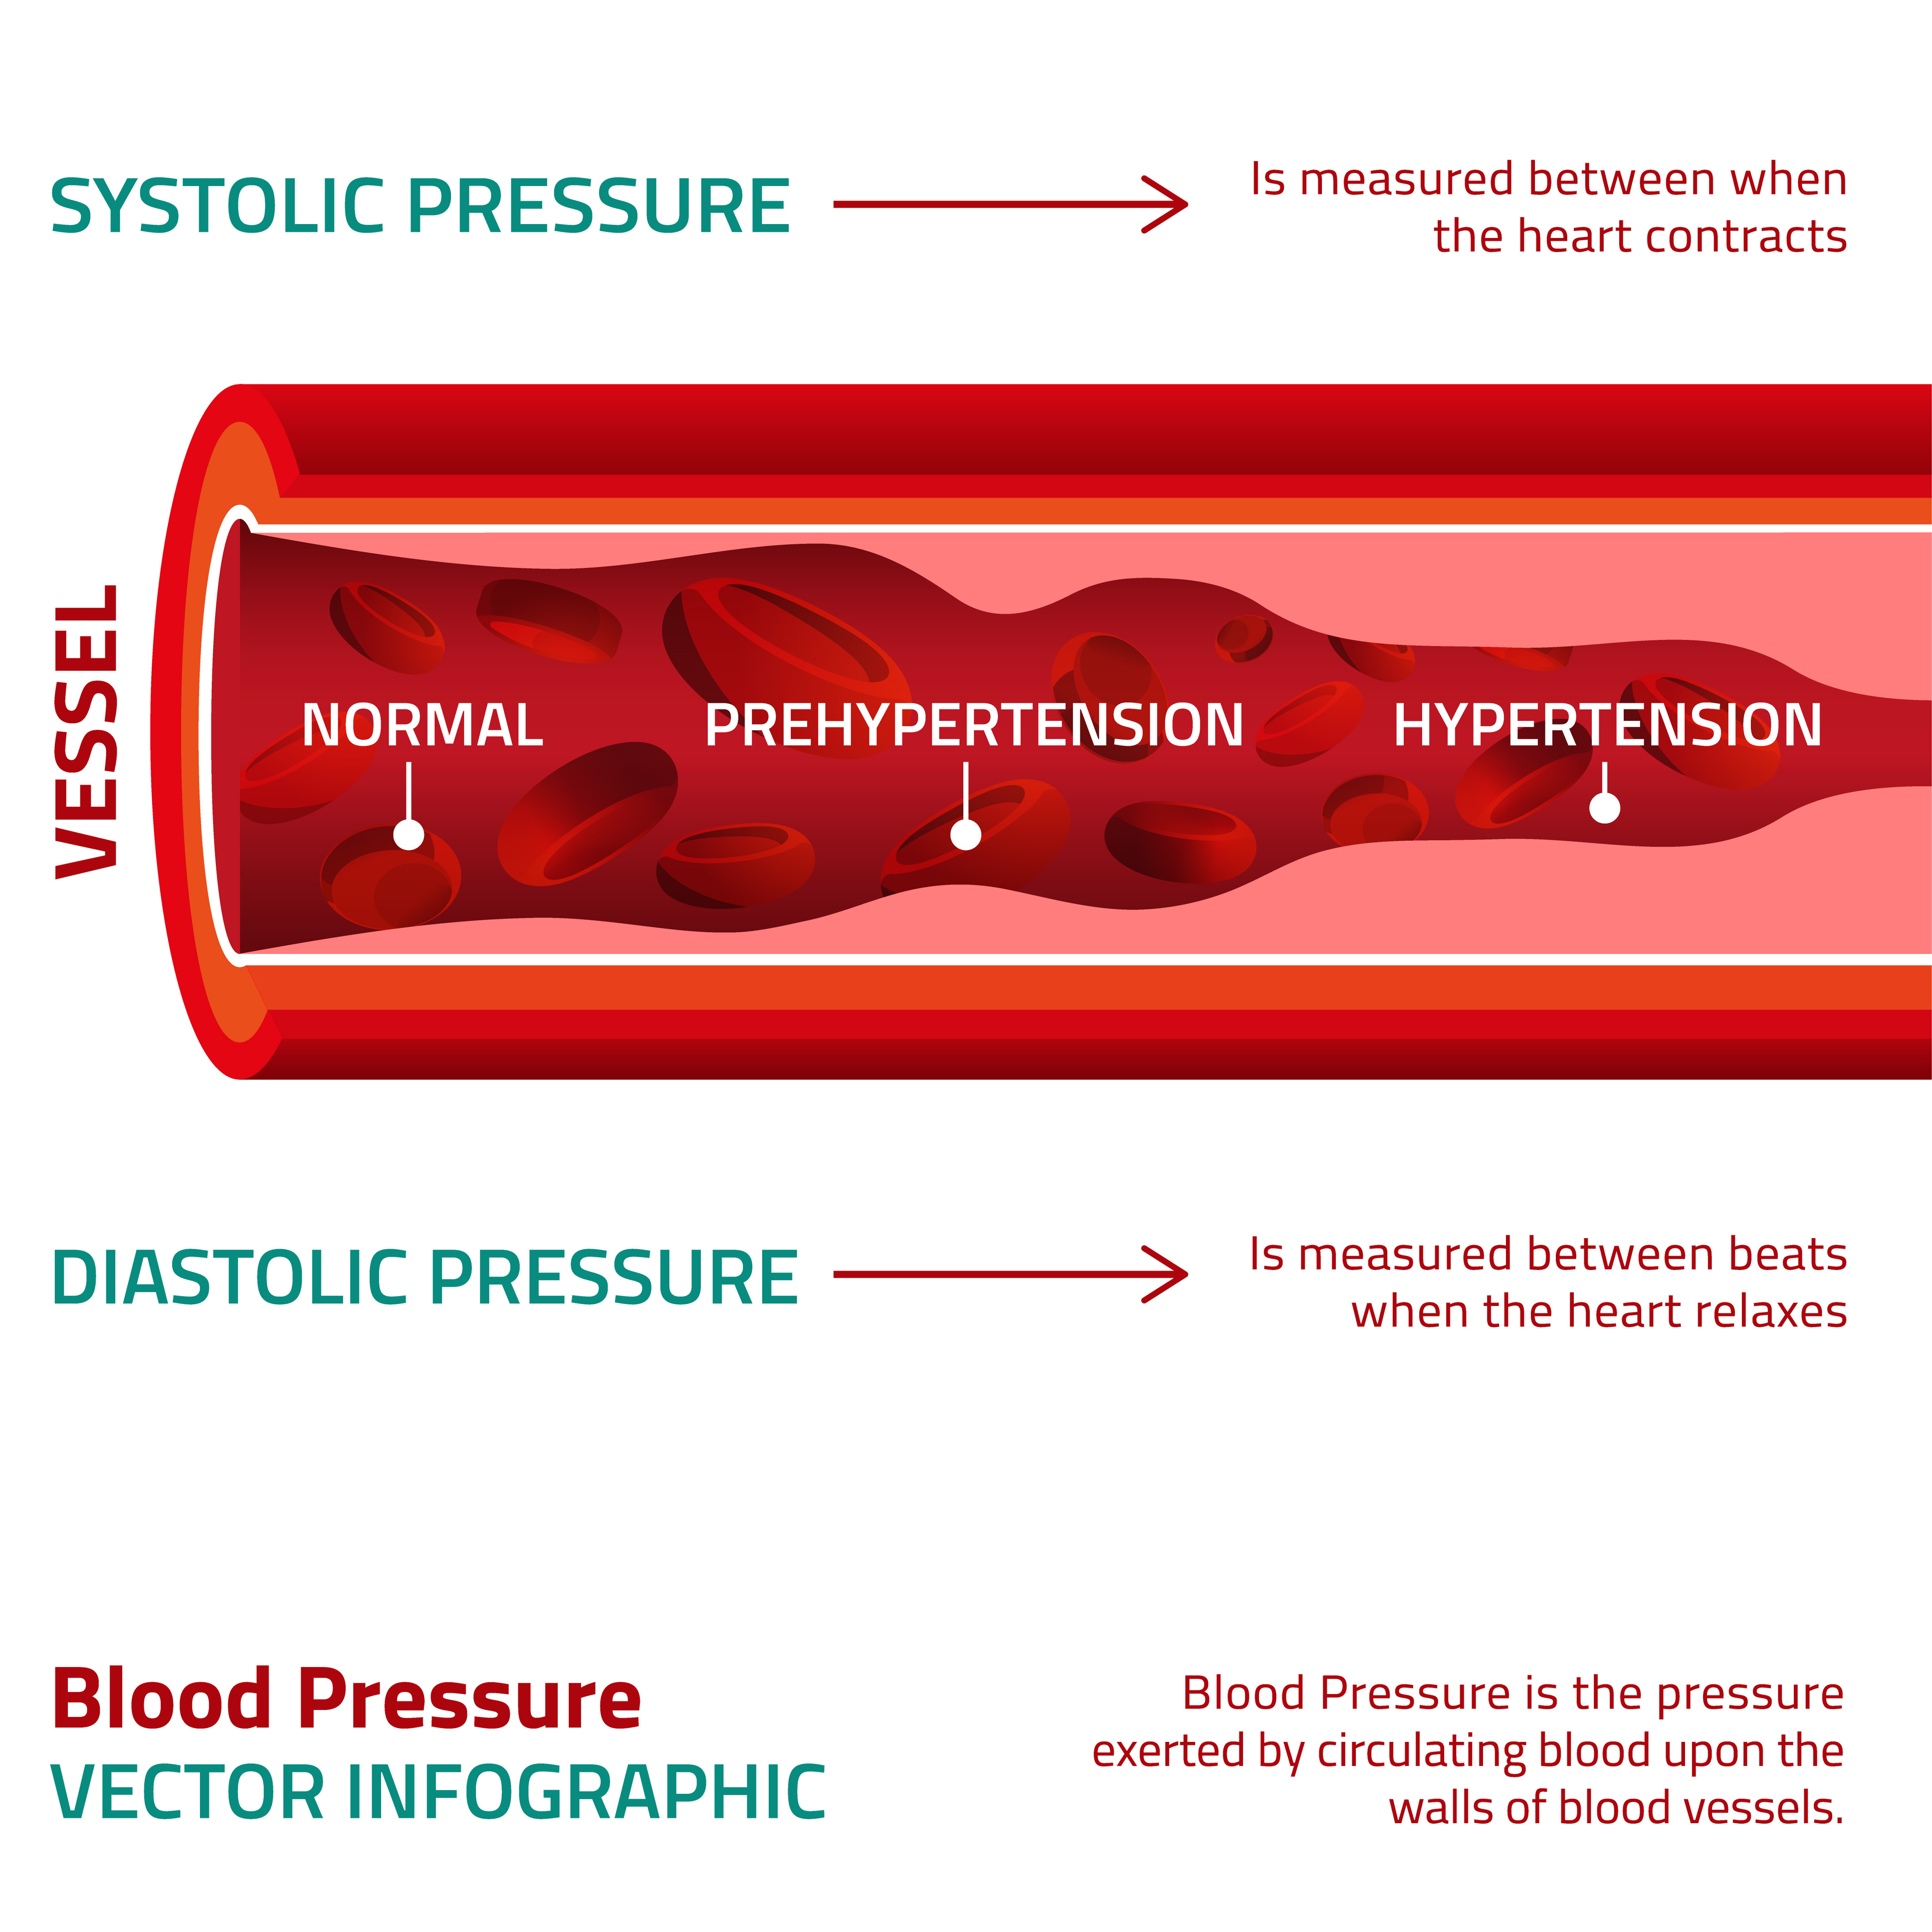 SYSTOLIC PRESSURE
Is measured between when
the heart contracts
VESSEL
NORMAL
PREHYPERTENSION
HYPERTENSION
DIASTOLIC PRESSURE
Is measured between beats
when the heart relaxes
Blood Pressure
VECTOR INFOGRAPHIC
Blood Pressure is the pressure
exerted by circulating blood upon the
walls of blood vessels.